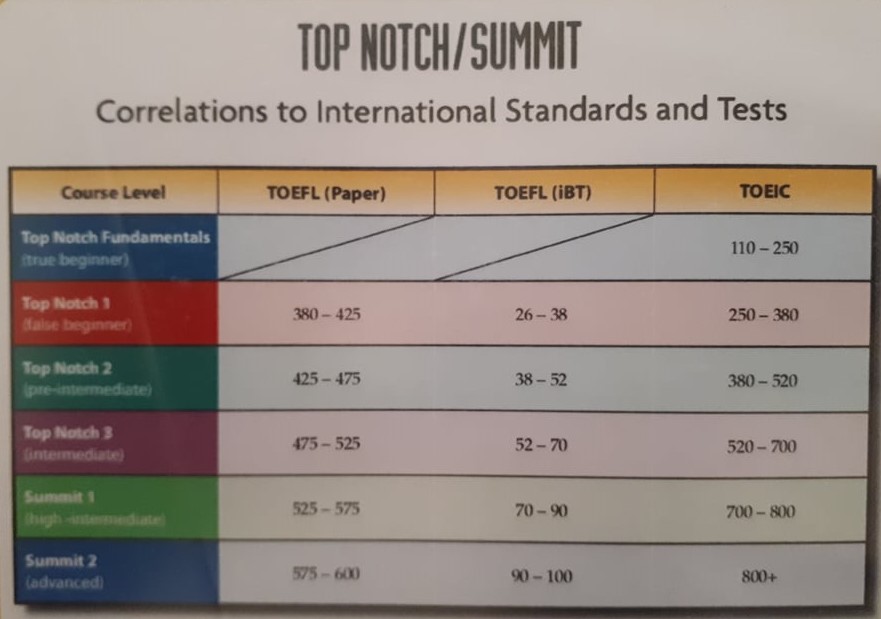 TOP NOTCH/SUMMIT
Correlations to International Standards and Tests
Course Level TOEFL (Paper) TOEFL (iBT) TOEIC
Top Notch Fundamentals
(true beginner)
110 – 250
Top Notch 1
(false beginner)
380 – 425 26 – 38 250 – 380
Top Notch 2
(pre-intermediate)
425 – 475 38 – 52 380 – 520
Top Notch 3
(intermediate)
475 – 525 52 – 70 520 – 700
Summit 1
(high -intermediate)
525 – 575 70 – 90 700 – 800
Summit 2
(advanced)
575 – 600 90 – 100 800+